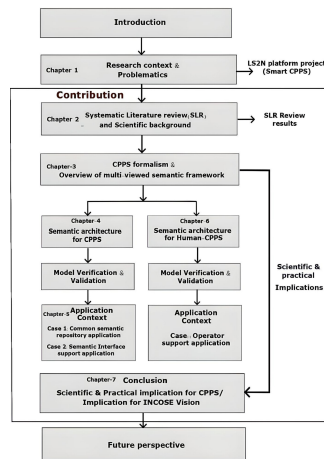 Introduction
Chapter 1
Research context &
Problematics
LS2N platform project
(Smart CPPS)
Contribution
Chapter 2
Systematic Literature review(SLR)
and Scientific background
SLR Review
results
Chapter-3
CPPS formalism &
Overview of multi-viewed semantic framework
Chapter-4
Semantic architecture
for CPPS
Chapter-6
Semantic architecture
for Human-CPPS
Model Verification &
Validation
Model Verification &
Validation
Scientific &
practical
Implications
Chapter-5
Application
Context
Case 1: Common semantic
repository application
Case 2: Semantic Interface
support application
Application
Context
Case : Operator
support application
Chapter-7
Conclusion
Scientific & Practical implication for CPPS/
Implication for INCOSE Vision
Future perspective